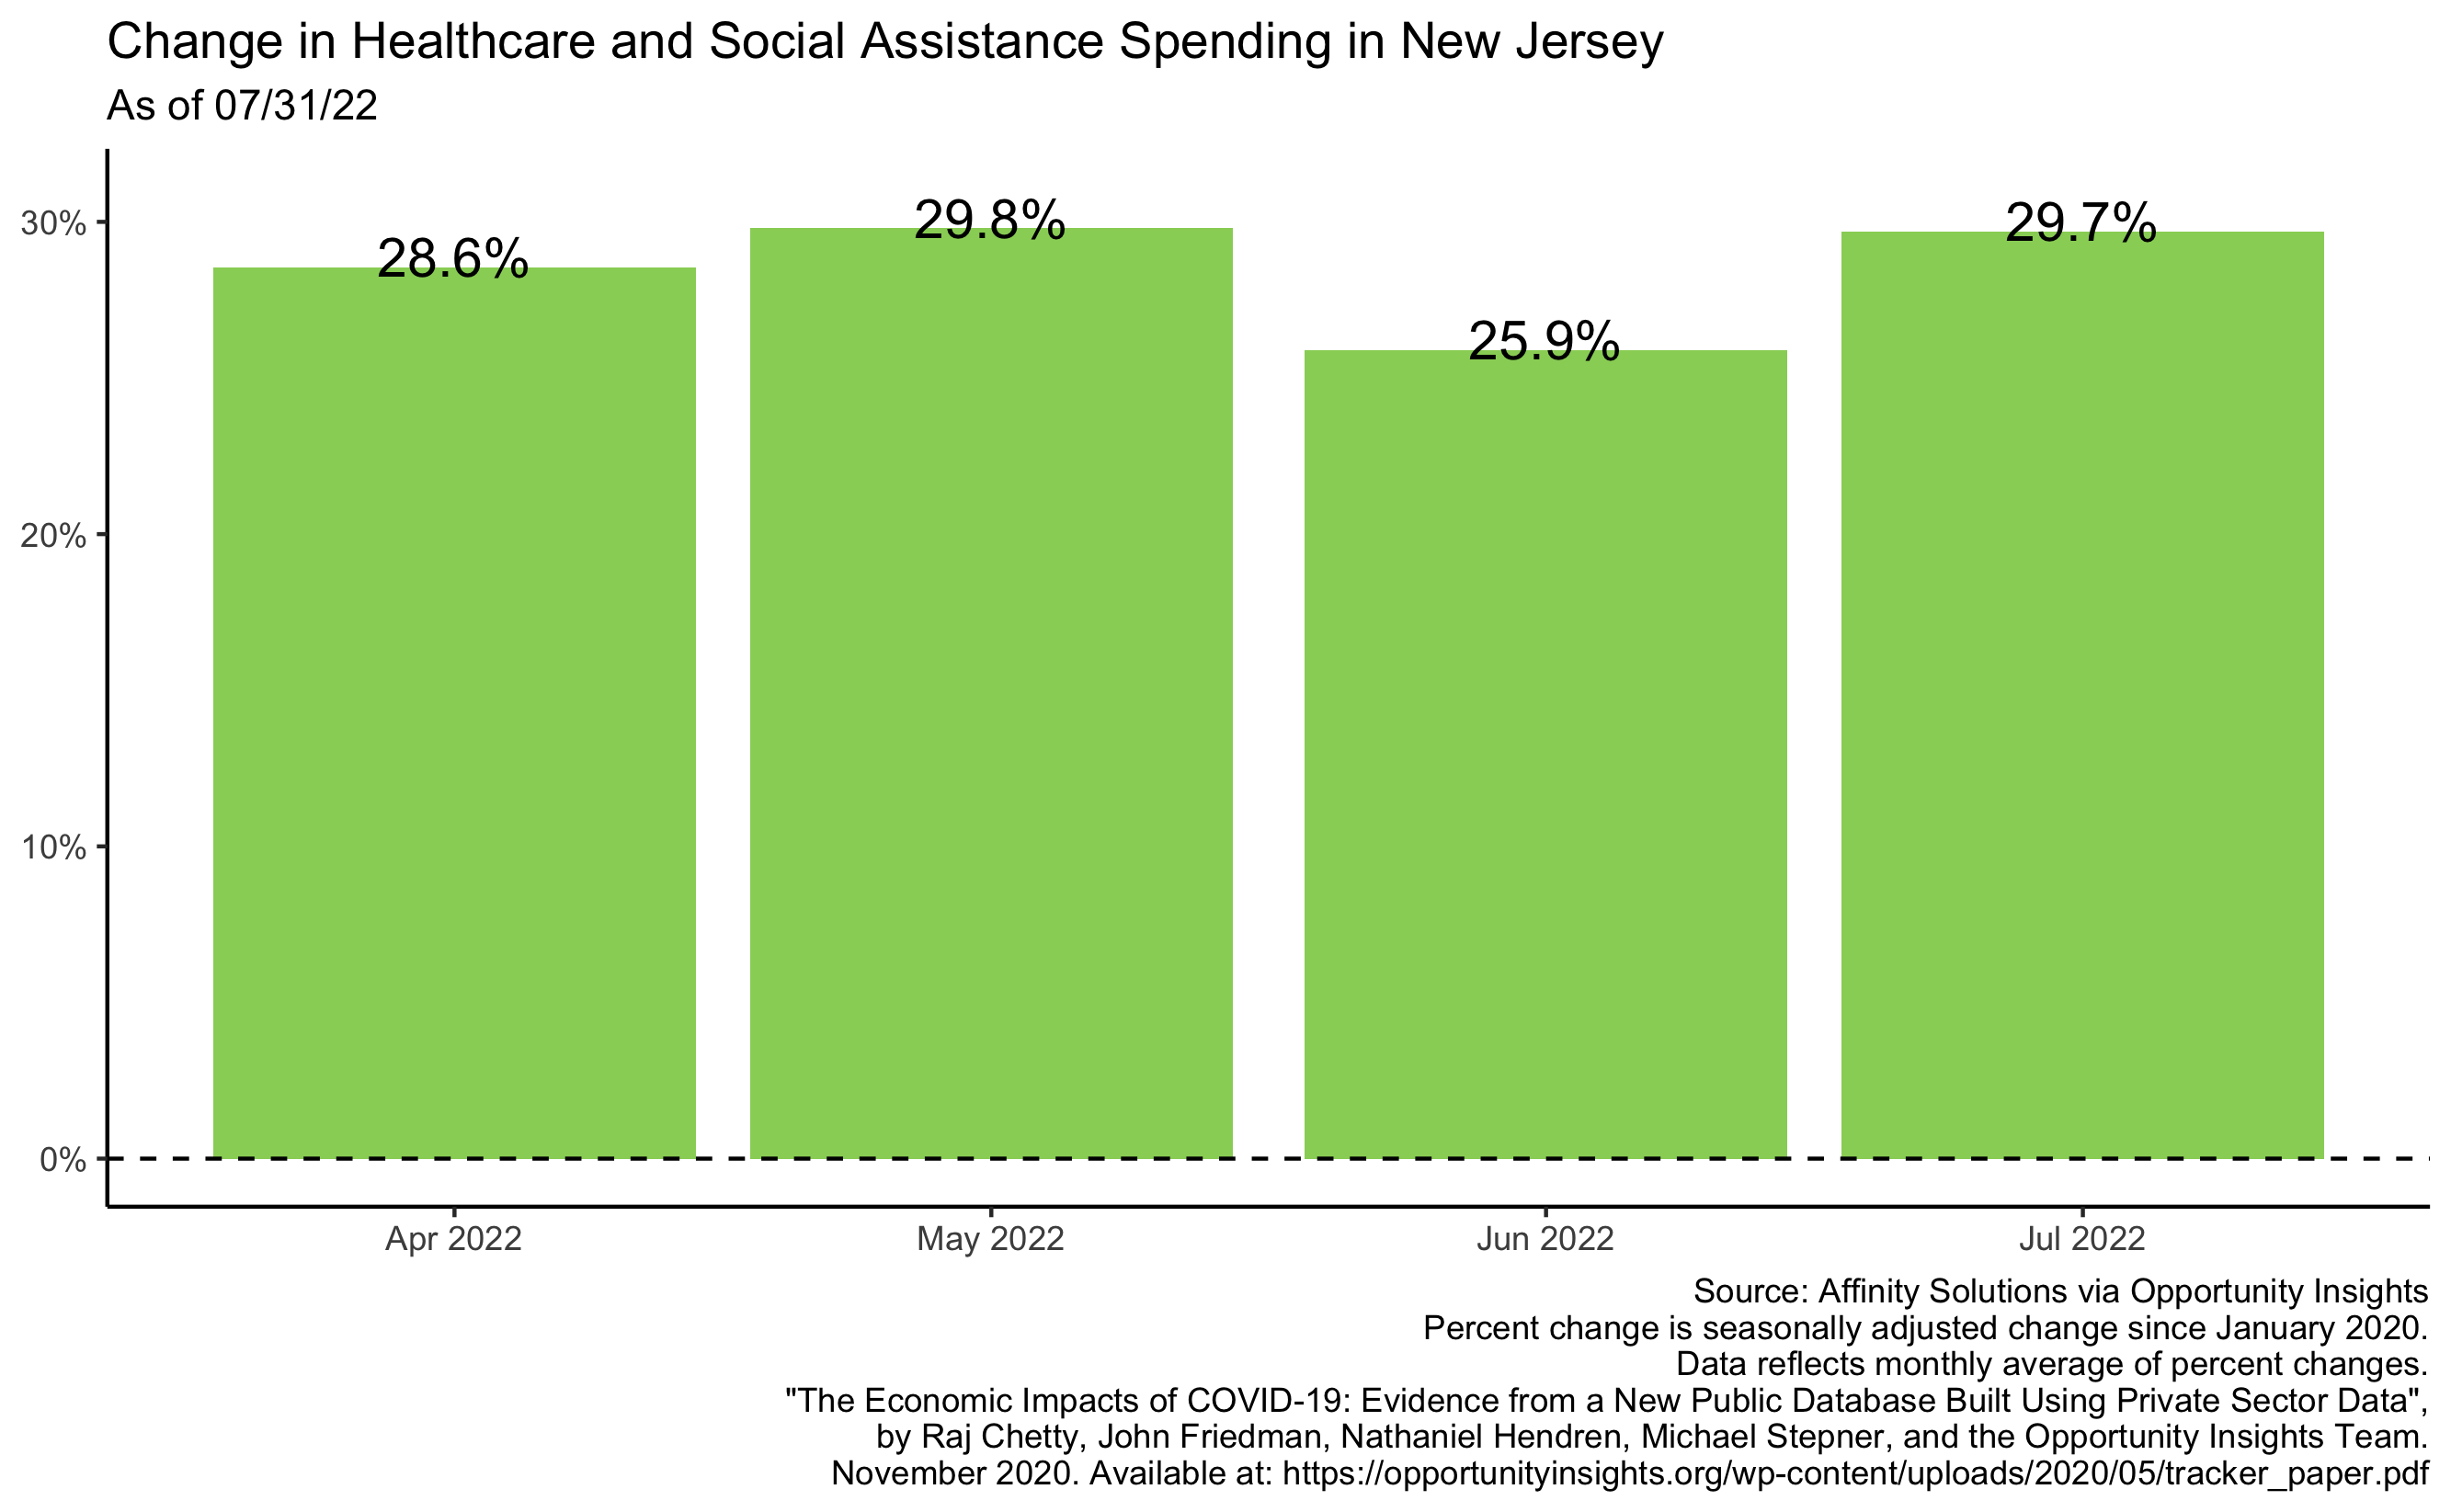 Change in Healthcare and Social Assistance Spending in New Jersey
As of 07/31/22
30%
20%
10%
0%
28.6%
29.8%
25.9%
29.7%
Apr 2022
May 2022
Jun 2022
Jul 2022
Source: Affinity Solutions via Opportunity Insights
Percent change is seasonally adjusted change since January 2020.
Data reflects monthly average of percent changes.
"The Economic Impacts of COVID-19: Evidence from a New Public Database Built Using Private Sector Data",
by Raj Chetty, John Friedman, Nathaniel Hendren, Michael Stepner, and the Opportunity Insights Team.
November 2020. Available at: https://opportunityinsights.org/wp-content/uploads/2020/05/tracker_paper.pdf